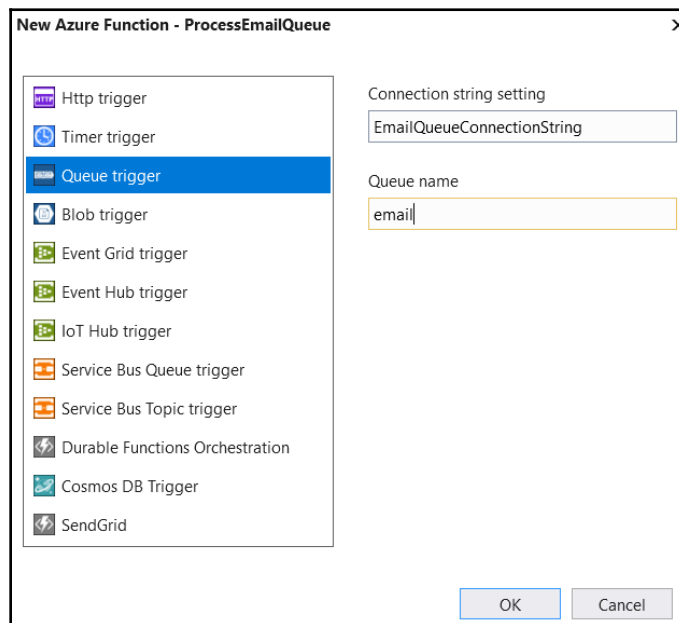 New Azure Function - ProcessEmailQueue
HTTP Http trigger
Timer trigger
Queue trigger
Blob trigger
Event Grid trigger
Event Hub trigger
IoT Hub trigger
Service Bus Queue trigger
Service Bus Topic trigger
Durable Functions Orchestration
Cosmos DB Trigger
SendGrid
Connection string setting
EmailQueueConnectionString
Queue name
email
OK
Cancel